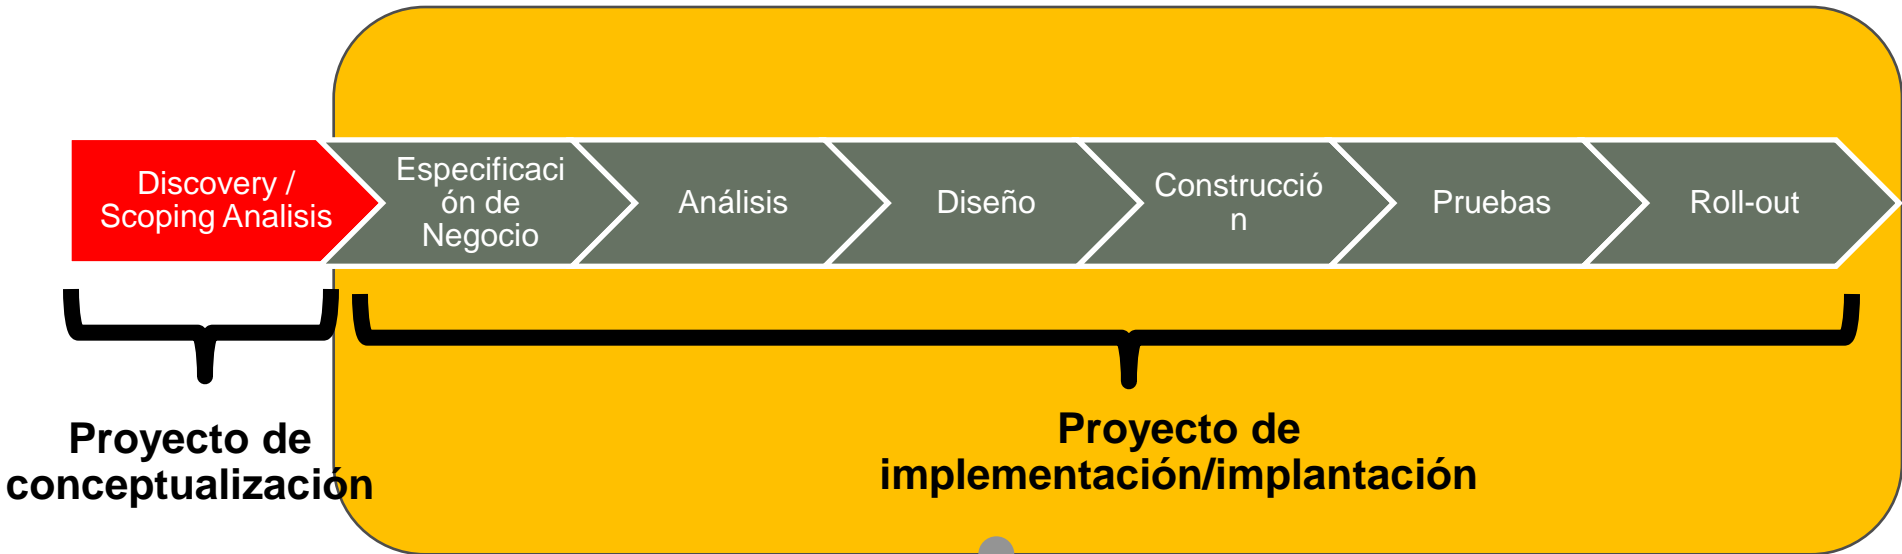 Discovery /
Scoping Analisis
Especificaci
ón de
Negocio
Análisis
Diseño
Construcció
n
Pruebas
Roll-out
Proyecto de
conceptualización
Proyecto de
implementación/implantación